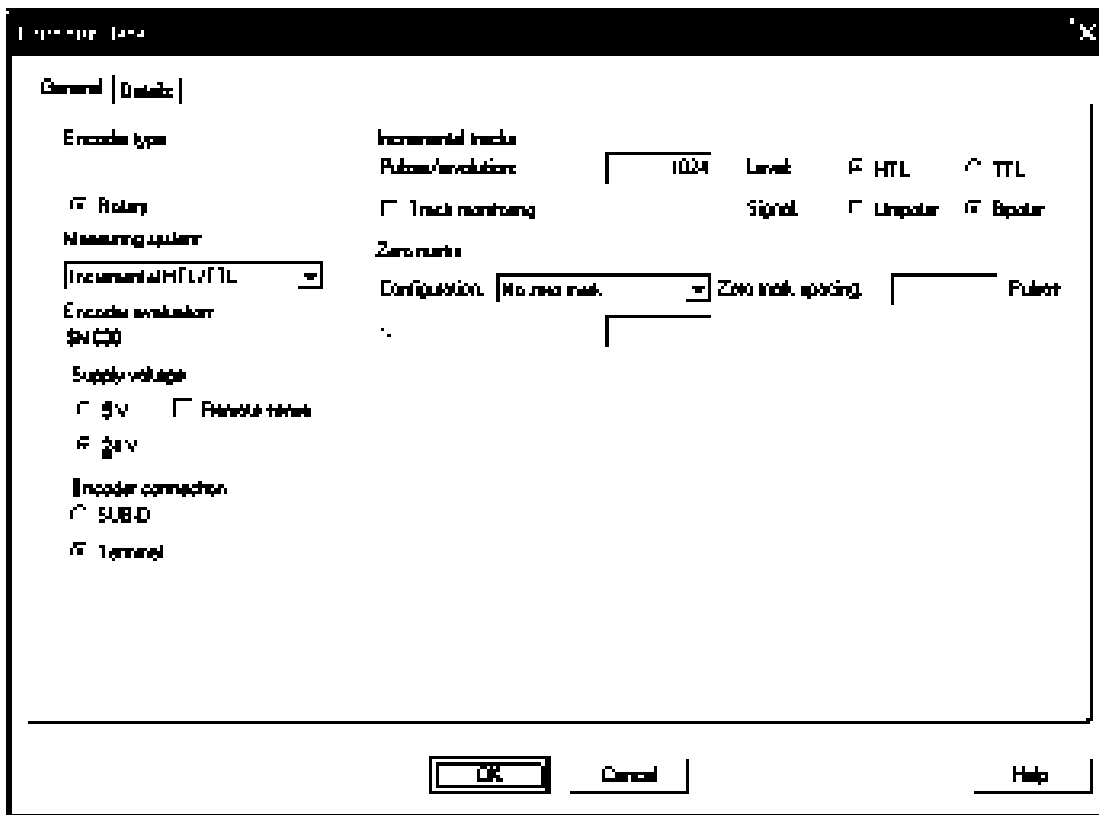 Encoder Data
General Details
Encoder type
Rotary
Measuring system:
Incremental HTL/TTL
Encoder evaluation:
SMC30
Supply voltage
5 V Remote sense
24 V
Encoder connection
SUB-D
Terminal
Incremental tracks
Pulses/revolution: 1024 Level: HTL TTL
Track monitoring Signal: Unipolar Bipolar
Zero marks
Configuration: No zero mark Zero mark spacing: Pulses
OK Cancel Help